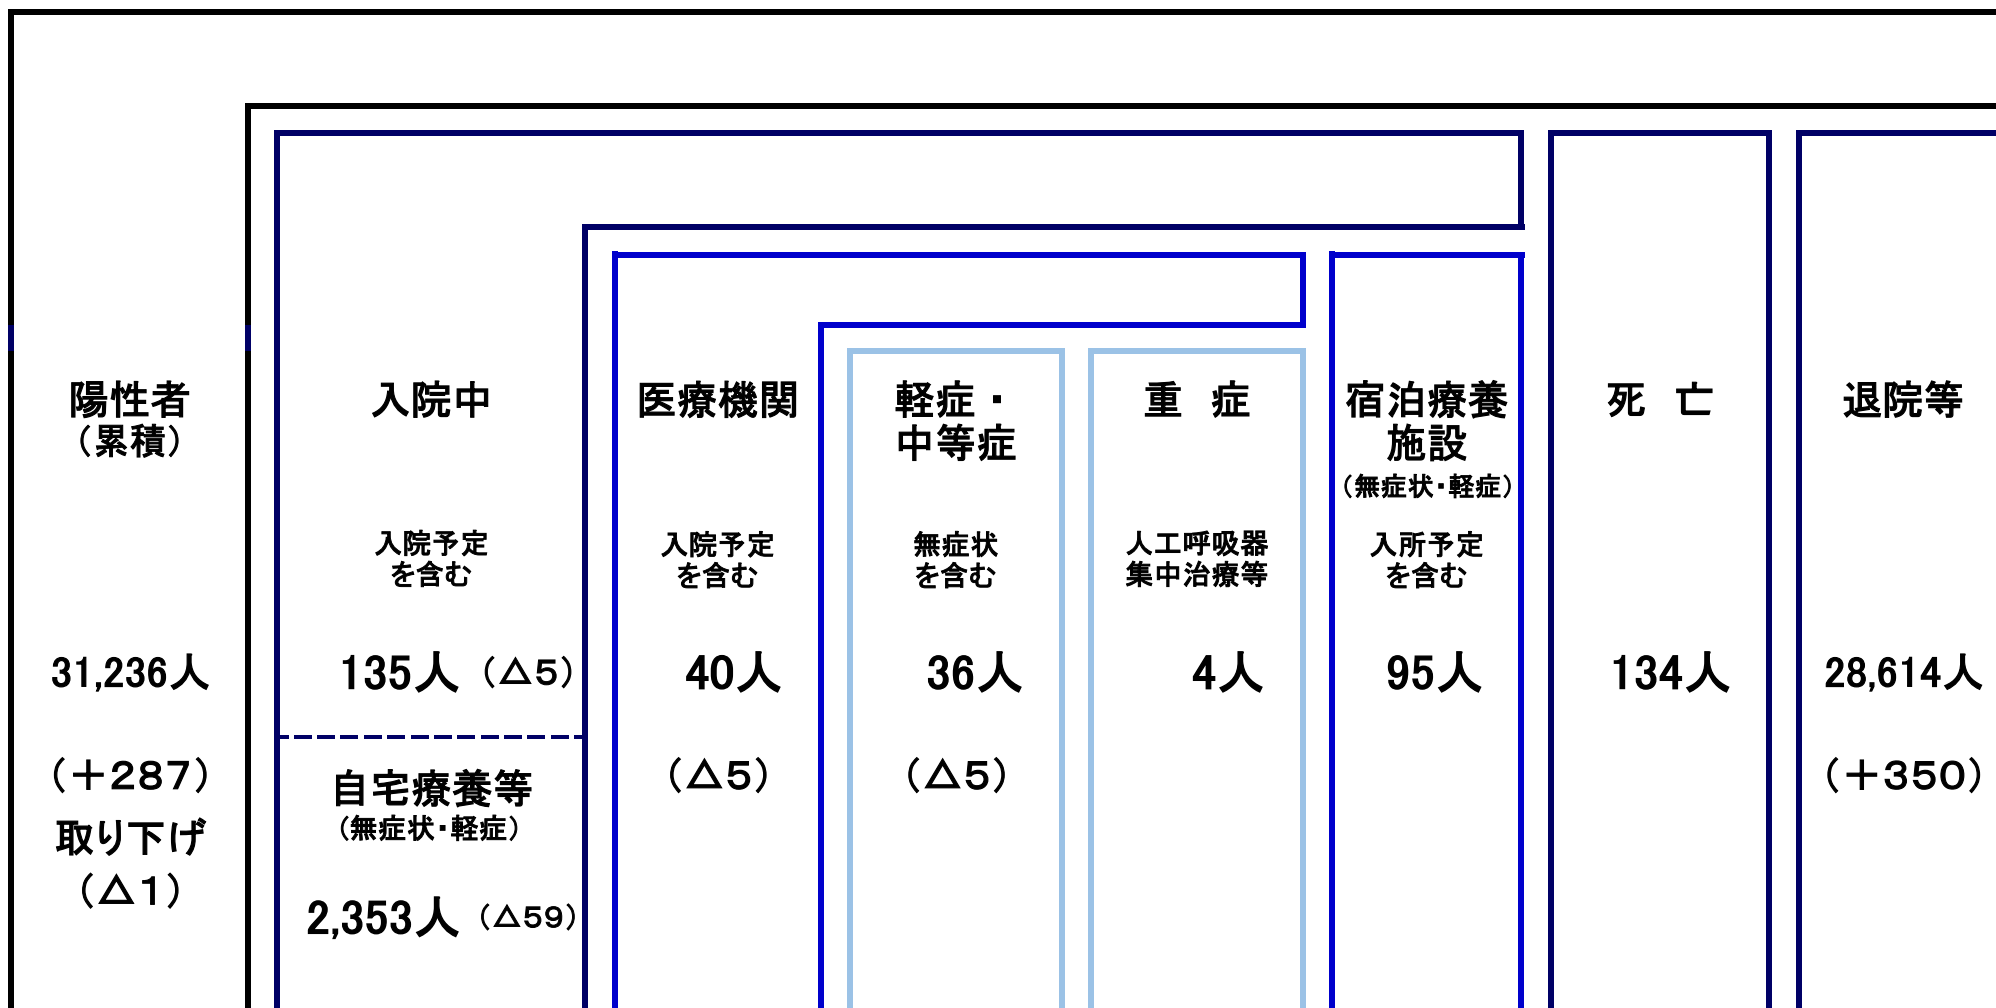 陽性者
（累積）
31,236人
（＋287）
取り下げ
（△1）
入院中
入院予定
を含む
135人（△5）
自宅療養等
（無症状・軽症）
2,353人（△59）
医療機関
入院予定
を含む
40人
（△5）
軽症・
中等症
無症状
を含む
36人
（△5）
重　症
人工呼吸器
集中治療等
4人
宿泊療養
施設
（無症状・軽症）
入所予定
を含む
95人
死　亡
134人
退院等
28,614人
（＋350）